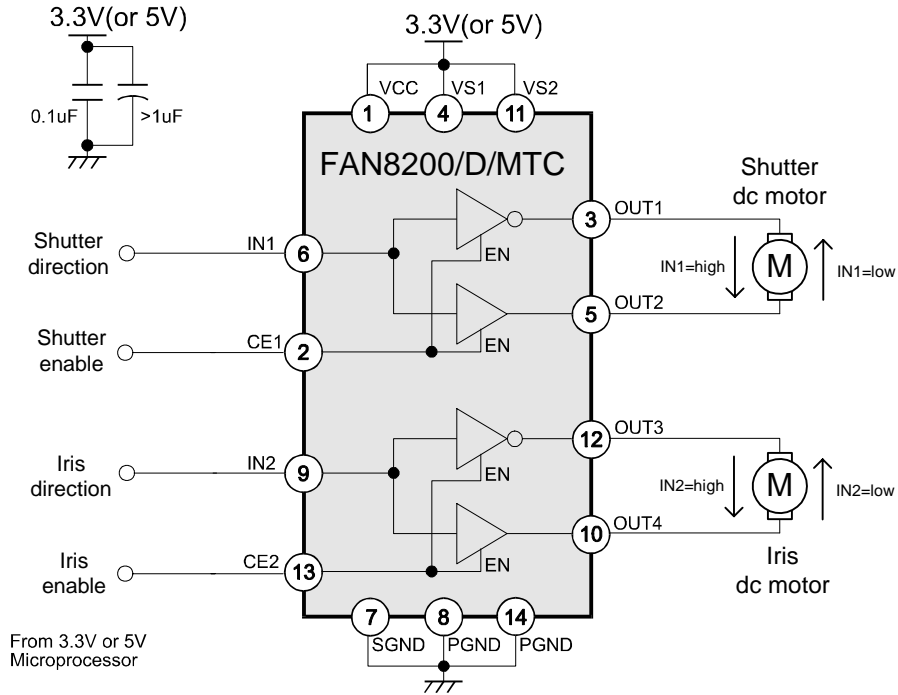 3.3V(or 5V)
0.1uF
>1uF
3.3V(or 5V)
VCC
VS1
VS2
1
4
11
FAN8200/D/MTC
Shutter
direction
IN1
6
EN
3
OUT1
Shutter
dc motor
IN1=high
M
IN1=low
Shutter
enable
CE1
2
EN
5
OUT2
Iris
direction
IN2
9
EN
12
OUT3
IN2=high
M
IN2=low
Iris
enable
CE2
13
EN
10
OUT4
Iris
dc motor
7
8
14
SGND
PGND
PGND
From 3.3V or 5V
Microprocessor